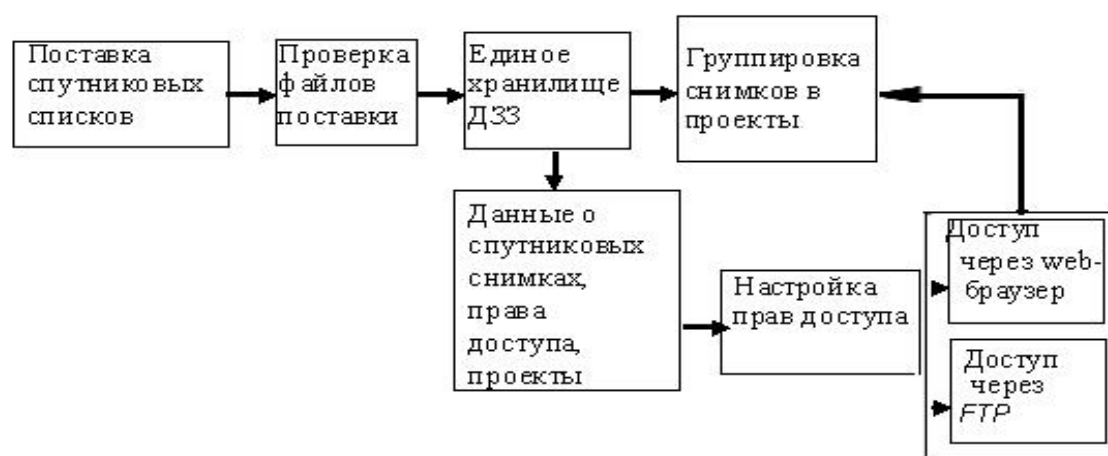 Поставка
спутниковых
списков
Проверка
файлов
поставки
Единое
хранилище
ДЗЗ
Группировка
снимков в
проекты
Данные о
спутниковых
снимках,
права
доступа,
проекты
Настройка
прав доступа
Доступ
через web-
браузер
Доступ
через
FTP